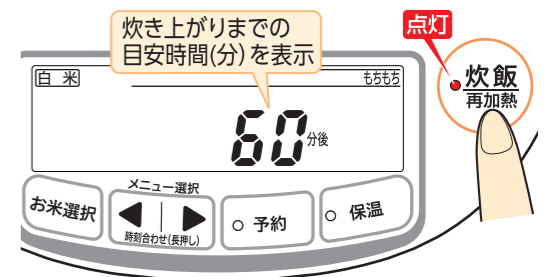 炊き上がりまでの
目安時間(分)を表示
点灯
白米
もちもち
炊飯
再加熱
60分後
メニュー選択
お米選択
予約
保温
時刻合わせ(長押し)